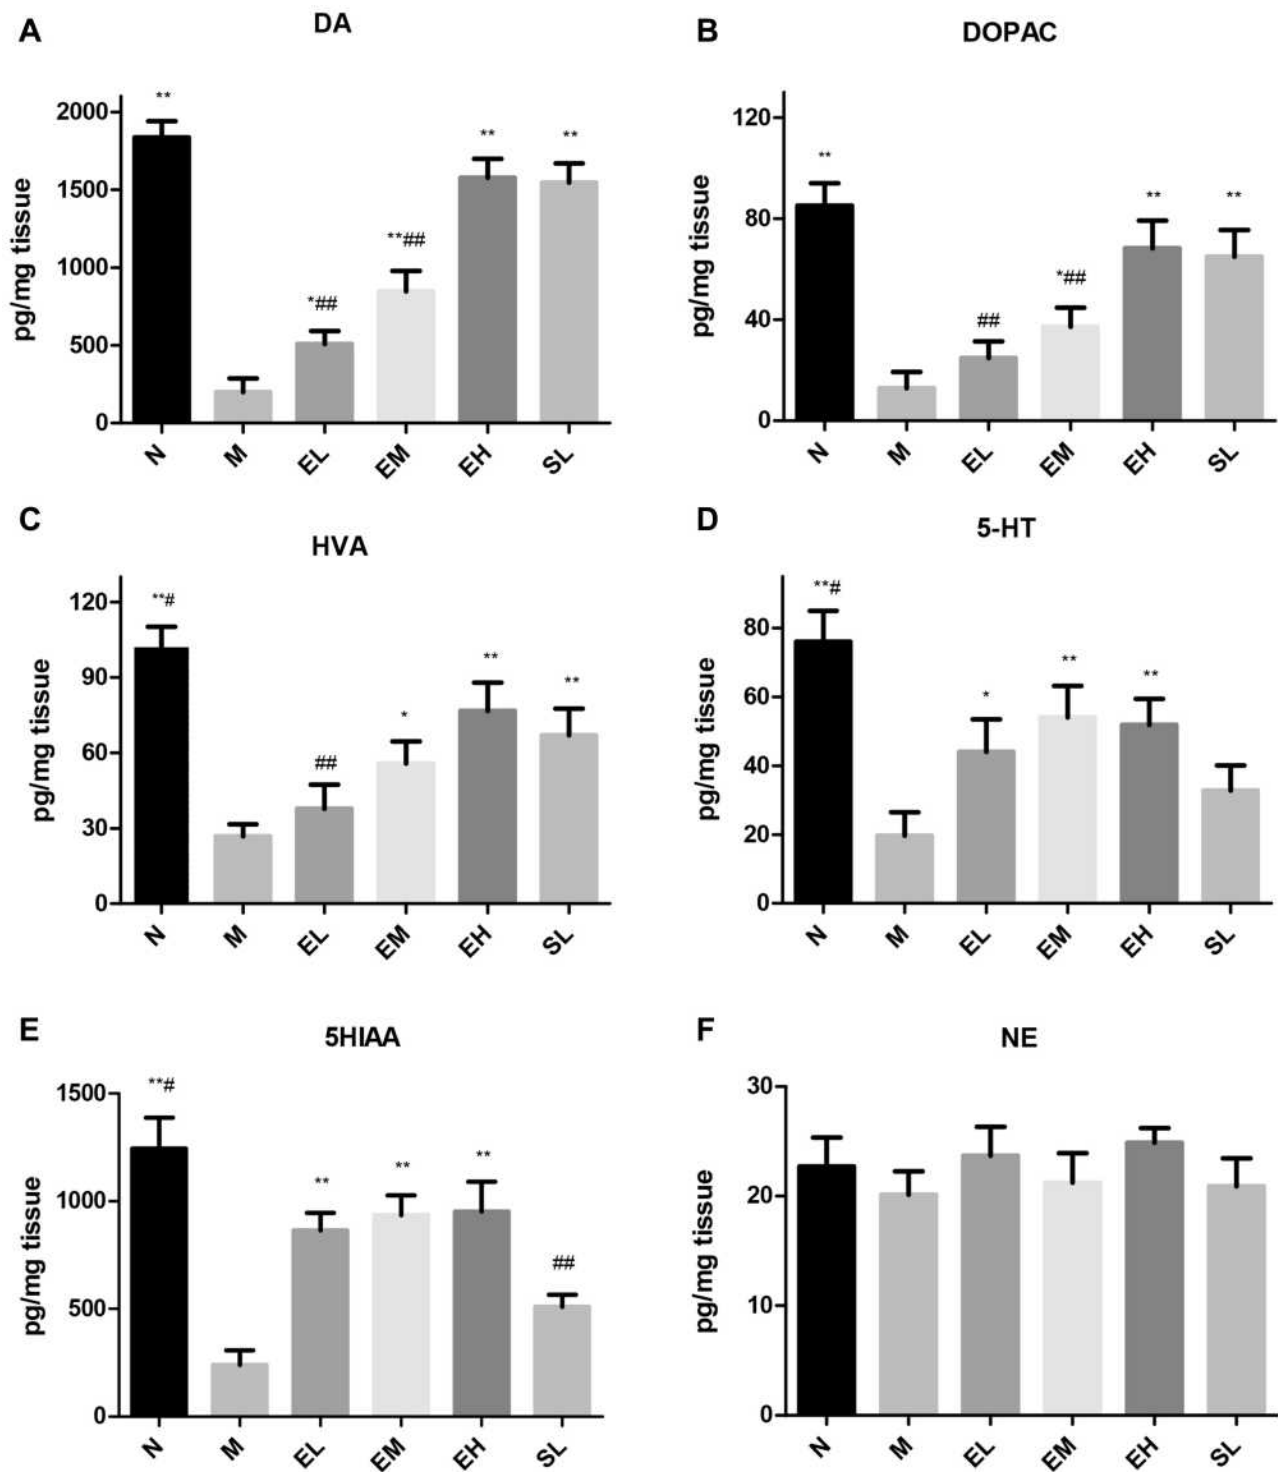 A
DA
pg/mg tissue
2000
1500
1000
500
0
**
*##
**##
**
**
N M EL EM EH SL
B
DOPAC
pg/mg tissue
120
80
40
0
**
##
*##
**
**
N M EL EM EH SL
C
HVA
pg/mg tissue
120
90
60
30
0
**#
##
*
**
**
N M EL EM EH SL
D
5-HT
pg/mg tissue
80
60
40
20
0
**#
*
**
**
N M EL EM EH SL
E
5HIAA
pg/mg tissue
1500
1000
500
0
**#
**
**
**
##
N M EL EM EH SL
F
NE
pg/mg tissue
30
20
10
0
N M EL EM EH SL